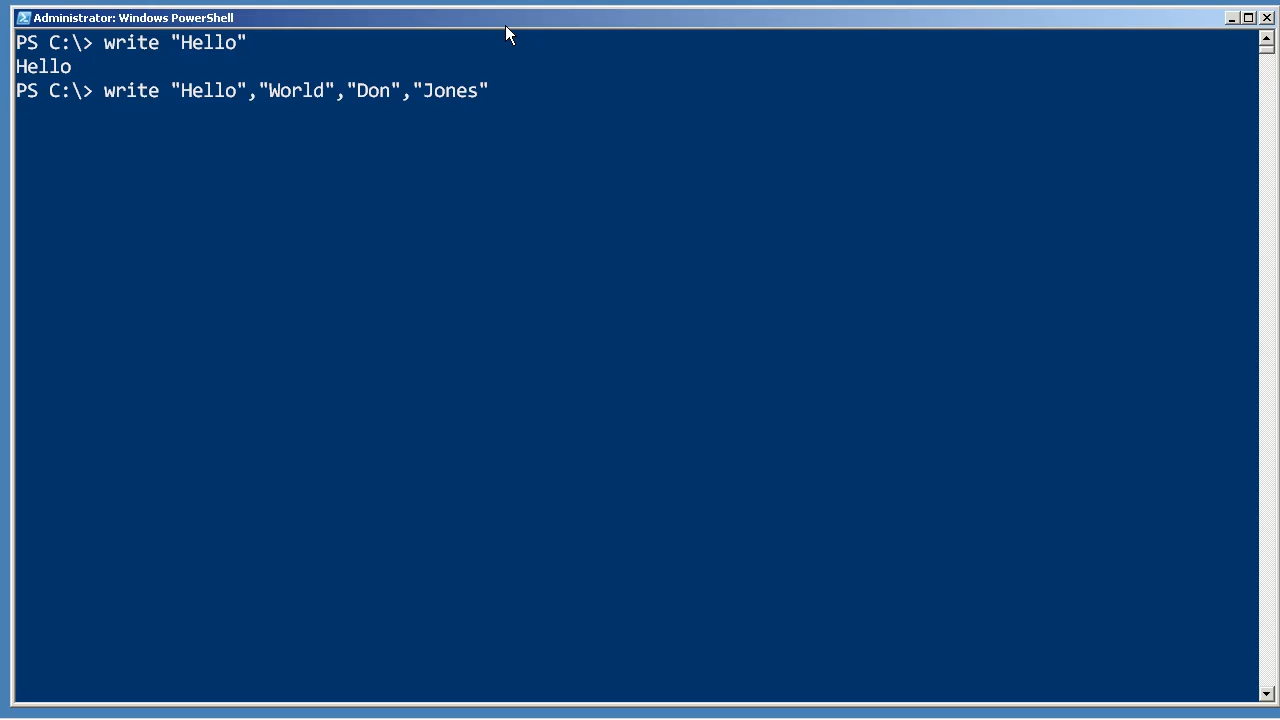 Administrator: Windows PowerShell
PS C:\> write "Hello"
Hello
PS C:\> write "Hello","World","Don","Jones"